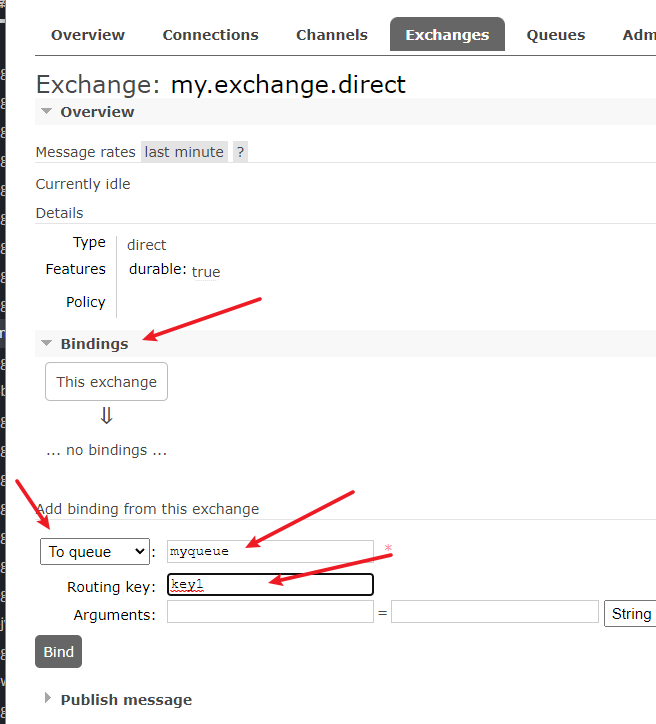 Overview Connections Channels Exchanges Queues Adm
Exchange: my.exchange.direct
Overview
Message rates last minute ?
Currently idle
Details
Type direct
Features durable: true
Policy
Bindings
This exchange
⇓
... no bindings ...
Add binding from this exchange
To queue : myqueue *
Routing key: key1
Arguments: = String
Bind
Publish message